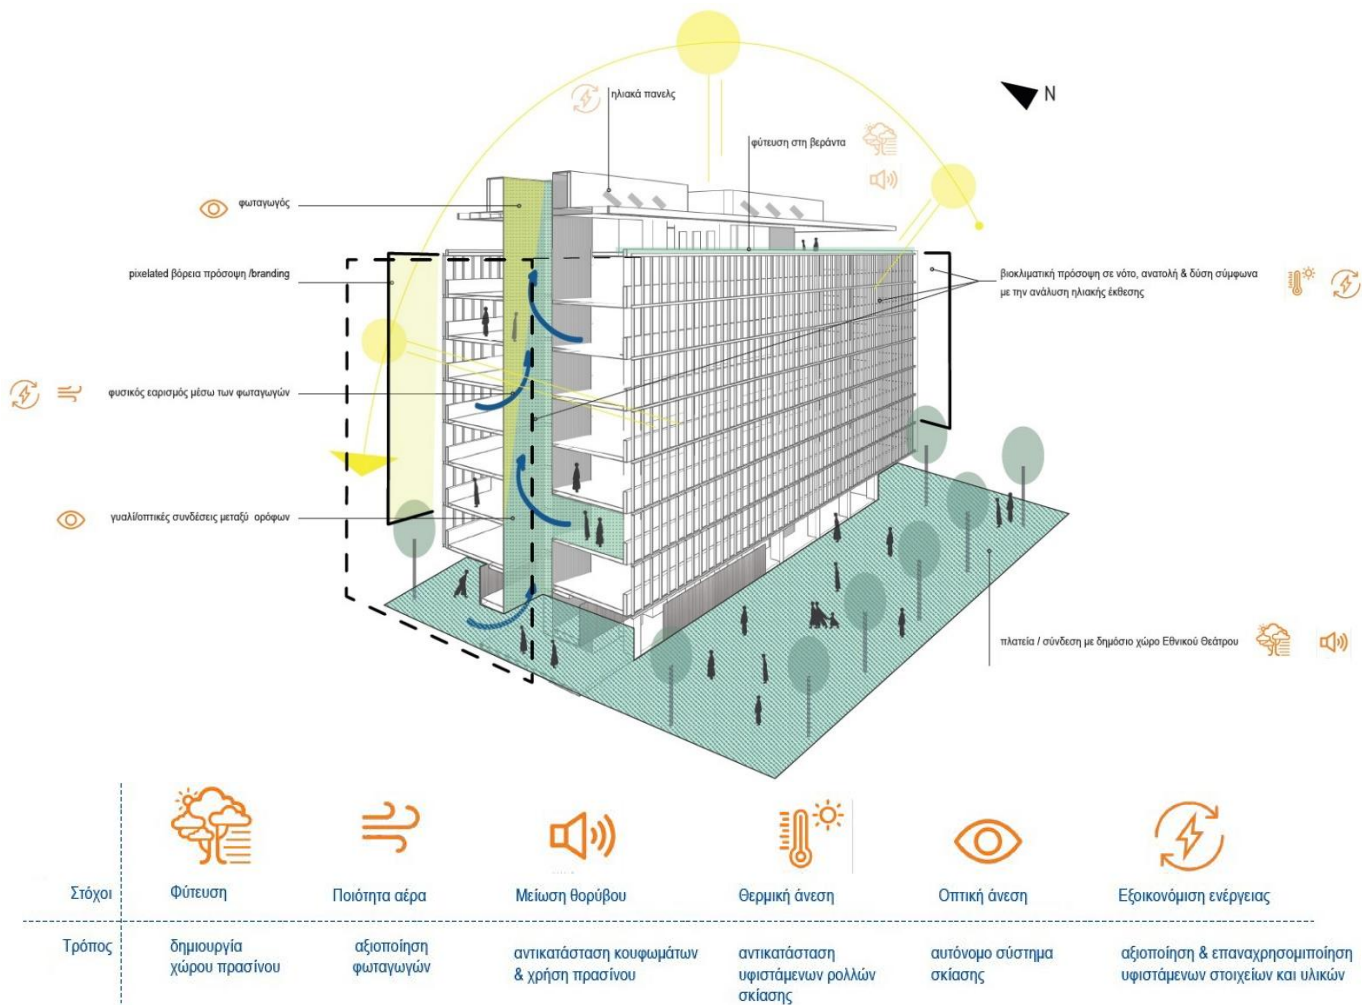 ηλιακά πανελς
N
φύτευση στη βεράντα
φωταγωγός
pixelated βόρεια πρόσοψη /branding
βιοκλιματική πρόσοψη σε νότο, ανατολή & δύση σύμφωνα
με την ανάλυση ηλιακής έκθεσης
φυσικός εαρισμός μέσω των φωταγωγών
γυαλί/οπτικές συνδέσεις μεταξύ ορόφων
πλατεία / σύνδεση με δημόσιο χώρο Εθνικού Θεάτρου
Στόχοι
Φύτευση
Ποιότητα αέρα
Μείωση θορύβου
Θερμική άνεση
Οπτική άνεση
Εξοικονόμιση ενέργειας
Τρόπος
δημιουργία
χώρου πρασίνου
αξιοποίηση
φωταγωγών
αντικατάσταση κουφωμάτων
& χρήση πρασίνου
αντικατάσταση
υφιστάμενων ρολλών
σκίασης
αυτόνομο σύστημα
σκίασης
αξιοποίηση & επαναχρησομιποίηση
υφιστάμενων στοιχείων και υλικών